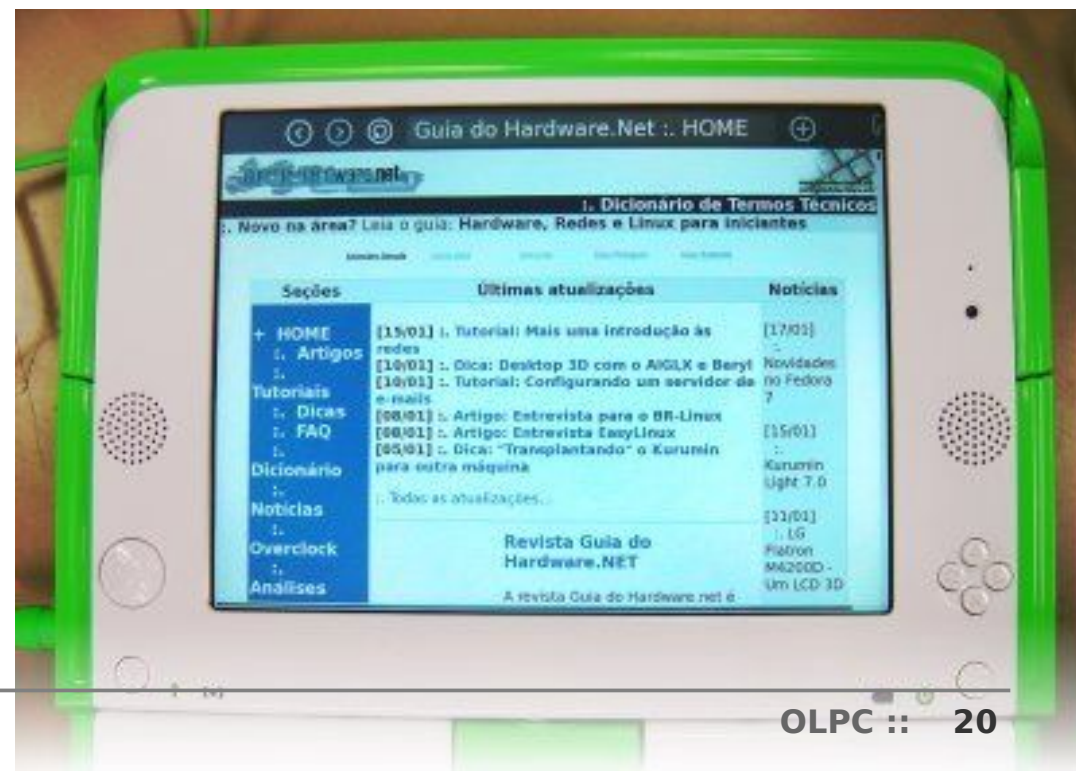 Guia do Hardware.Net :. HOME
:. Dicionário de Termos Técnicos
:. Novo na área? Leia o guia: Hardware, Redes e Linux para iniciantes
Seções
+ HOME
:. Artigos
:.
Tutoriais
:. Dicas
:. FAQ
:.
Dicionário
:.
Notícias
:.
Overclock
:.
Análises
Últimas atualizações
[15/01] :. Tutorial: Mais uma introdução às
redes
[10/01] :. Dica: Desktop 3D com o AIGLX e Beryl
[10/01] :. Tutorial: Configurando um servidor de
e-mails
[08/01] :. Artigo: Entrevista para o BR-Linux
[08/01] :. Artigo: Entrevista EasyLinux
[05/01] :. Dica: "Transplantando" o Kurumin
para outra máquina
:. Todas as atualizações...
Revista Guia do
Hardware.NET
A revista Guia do Hardware.net é
Notícias
[17/01]
:.
Novidades
no Fedora
7
[15/01]
:.
Kurumin
Light 7.0
[11/01]
:. LG
Flatron
M4200D -
Um LCD 3D
OLPC :: 20